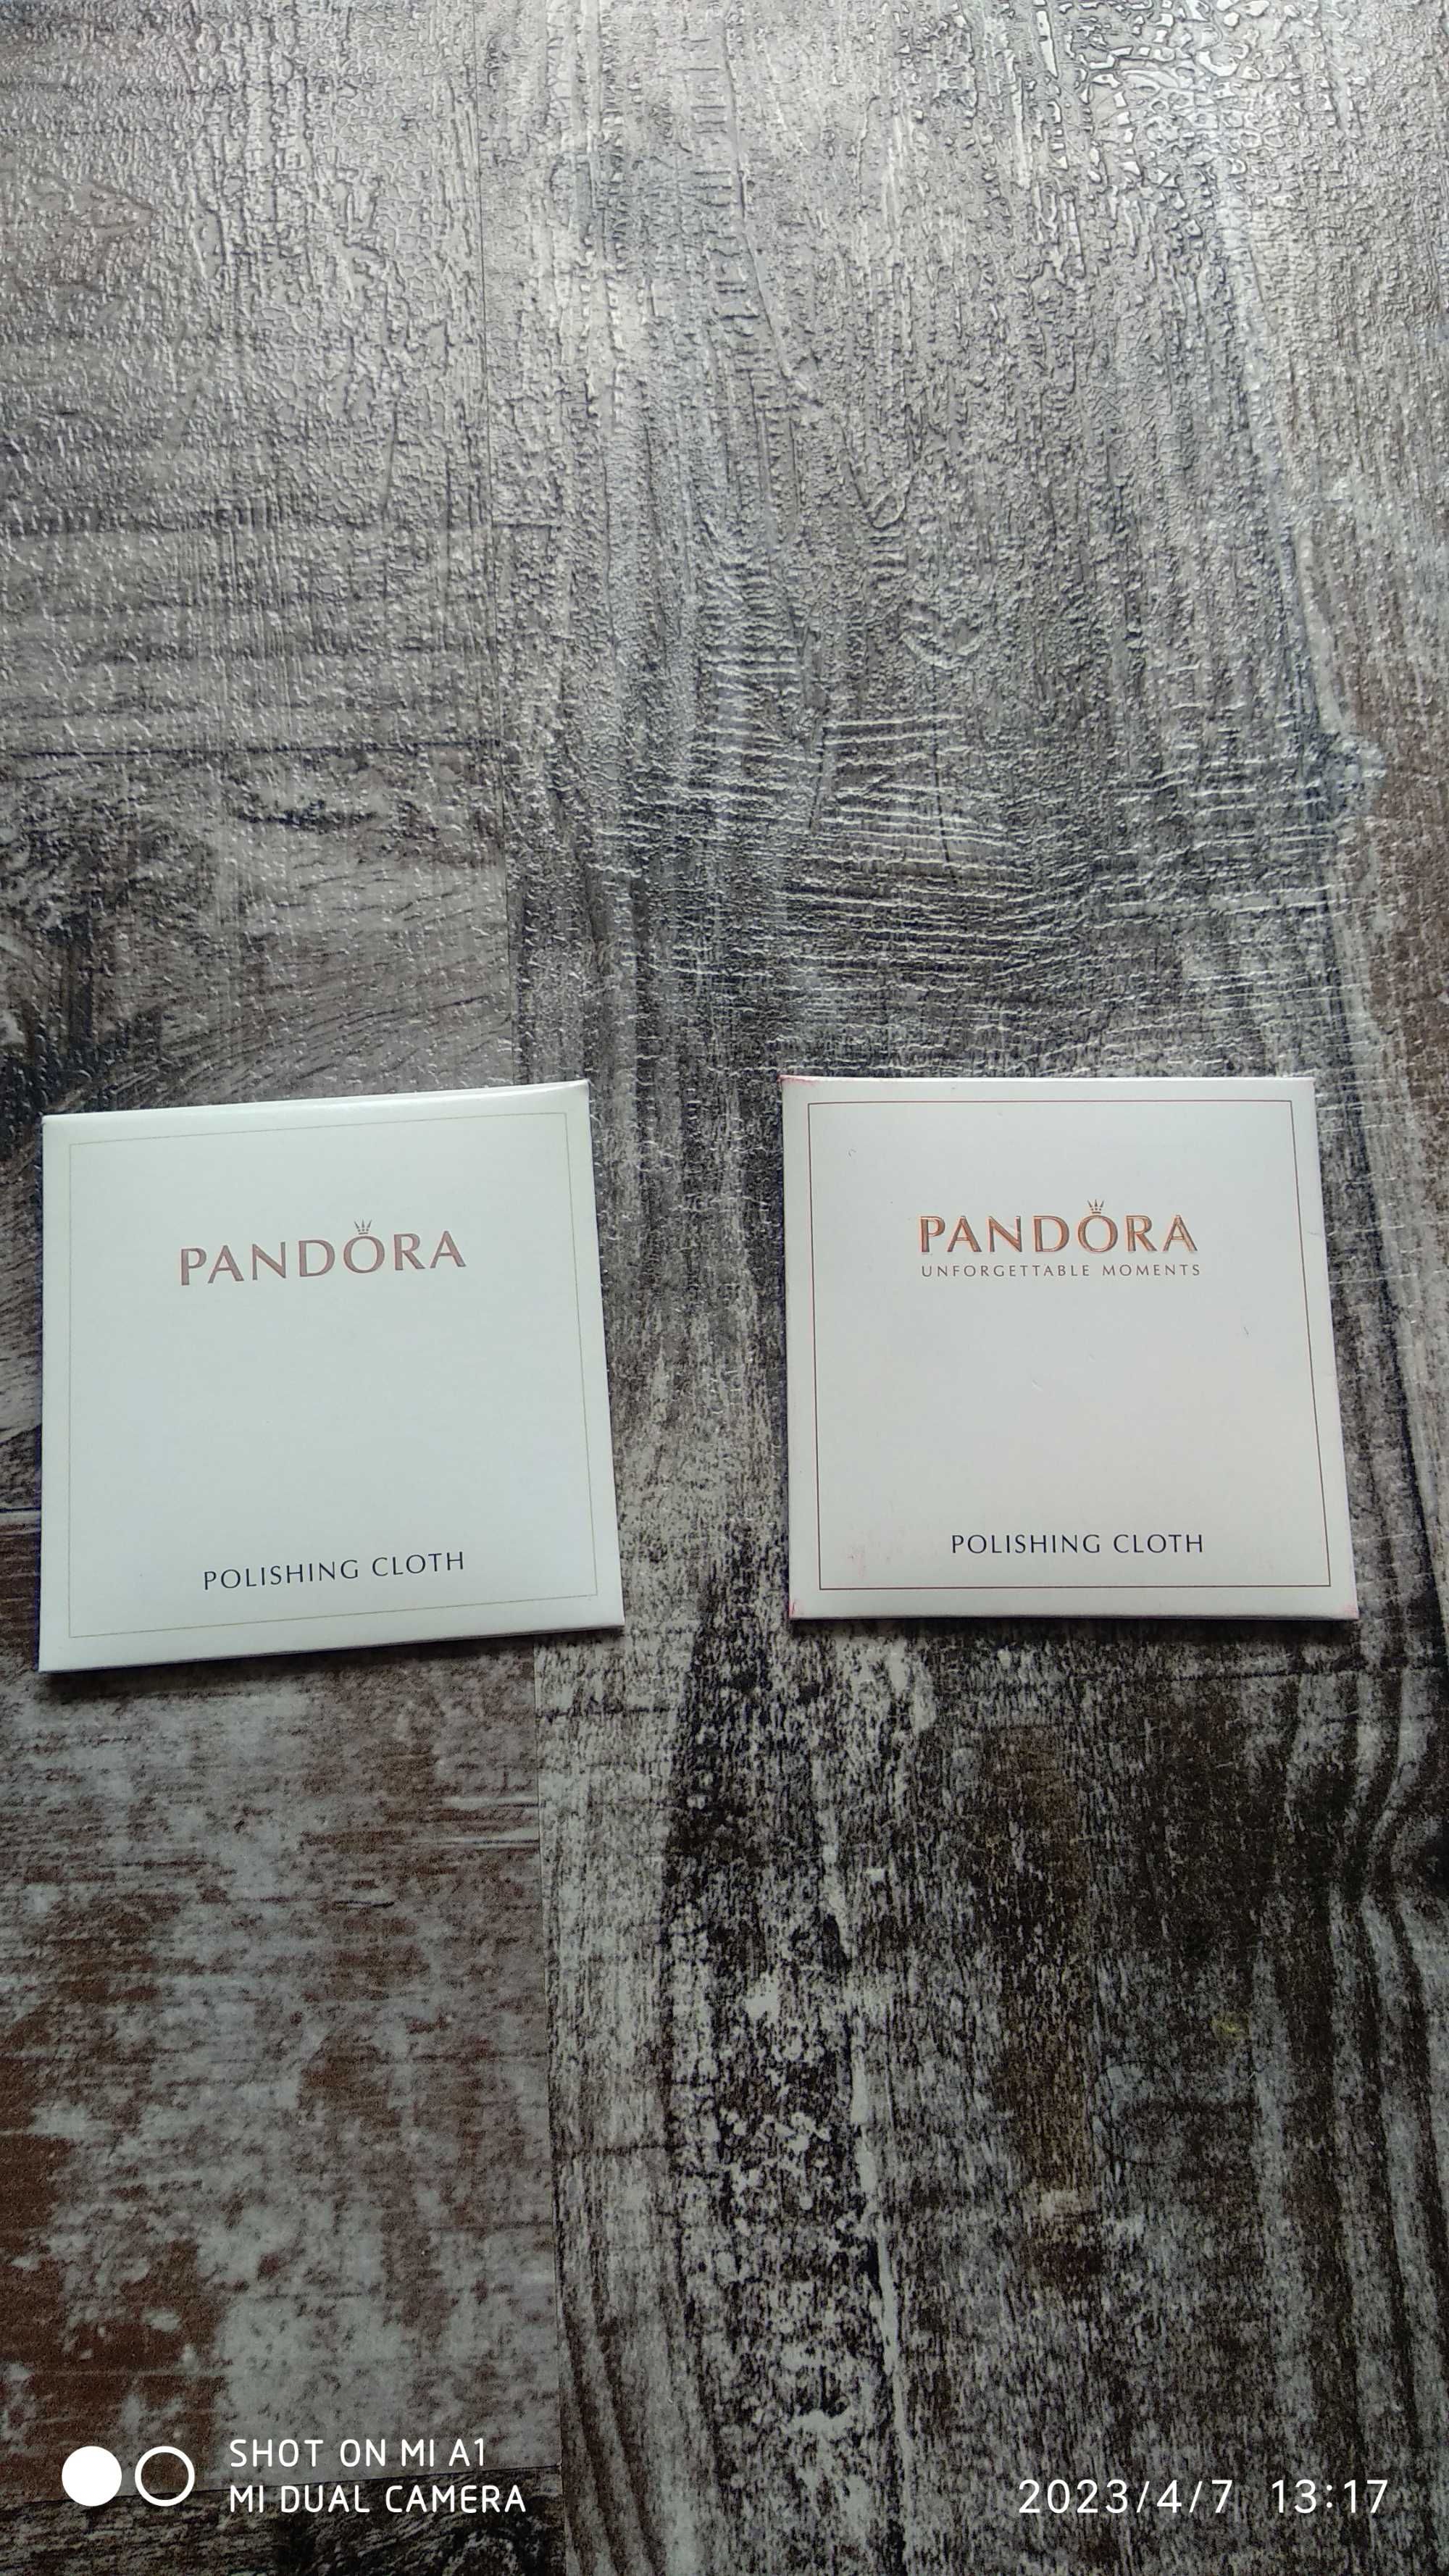 PANDORA
POLISHING CLOTH
PANDORA
UNFORGETTABLE MOMENTS
POLISHING CLOTH
SHOT ON MI A1
MI DUAL CAMERA
2023/4/7 13:17